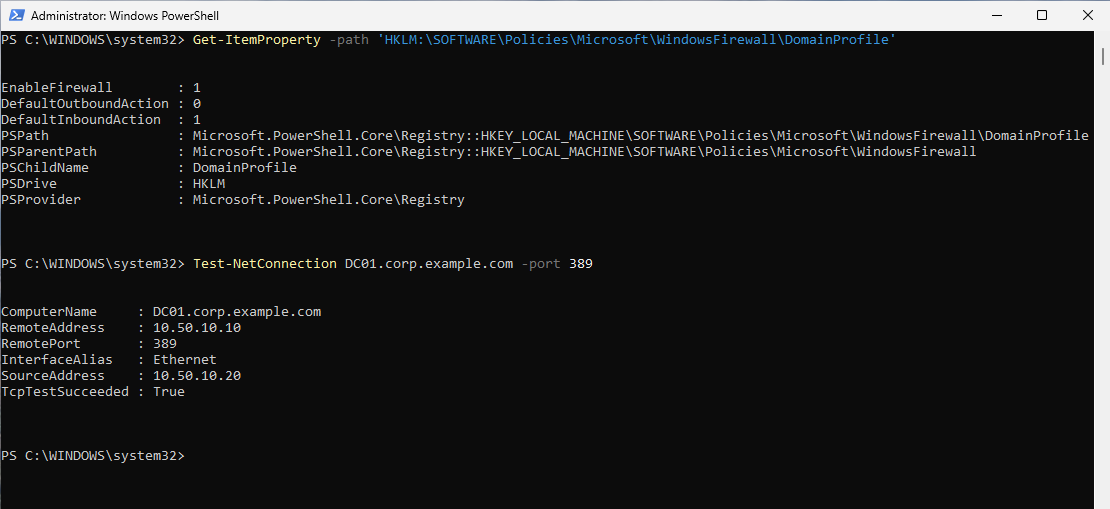 Administrator: Windows PowerShell
PS C:\WINDOWS\system32> Get-ItemProperty -path 'HKLM:\SOFTWARE\Policies\Microsoft\WindowsFirewall\DomainProfile'
EnableFirewall        : 1
DefaultOutboundAction : 0
DefaultInboundAction  : 1
PSPath                : Microsoft.PowerShell.Core\Registry::HKEY_LOCAL_MACHINE\SOFTWARE\Policies\Microsoft\WindowsFirewall\DomainProfile
PSParentPath          : Microsoft.PowerShell.Core\Registry::HKEY_LOCAL_MACHINE\SOFTWARE\Policies\Microsoft\WindowsFirewall
PSChildName           : DomainProfile
PSDrive               : HKLM
PSProvider            : Microsoft.PowerShell.Core\Registry
PS C:\WINDOWS\system32> Test-NetConnection DC01.corp.example.com -port 389
ComputerName     : DC01.corp.example.com
RemoteAddress    : 10.50.10.10
RemotePort       : 389
InterfaceAlias   : Ethernet
SourceAddress    : 10.50.10.20
TcpTestSucceeded : True
PS C:\WINDOWS\system32>